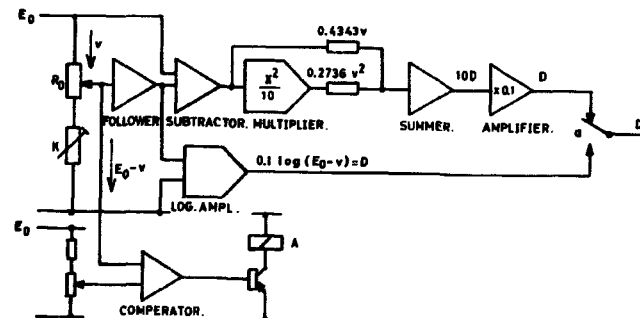 E₀
v
0.4343v
R₀
x²
10
0.2736 v²
10D
x 0.1
D
FOLLOWER.
SUBTRACTOR.
MULTIPLIER.
SUMMER.
AMPLIFIER.
K
E₀-v
a
D
0.1 log (E₀-v)=D
LOG. AMPL.
E₀
A
COMPERATOR.